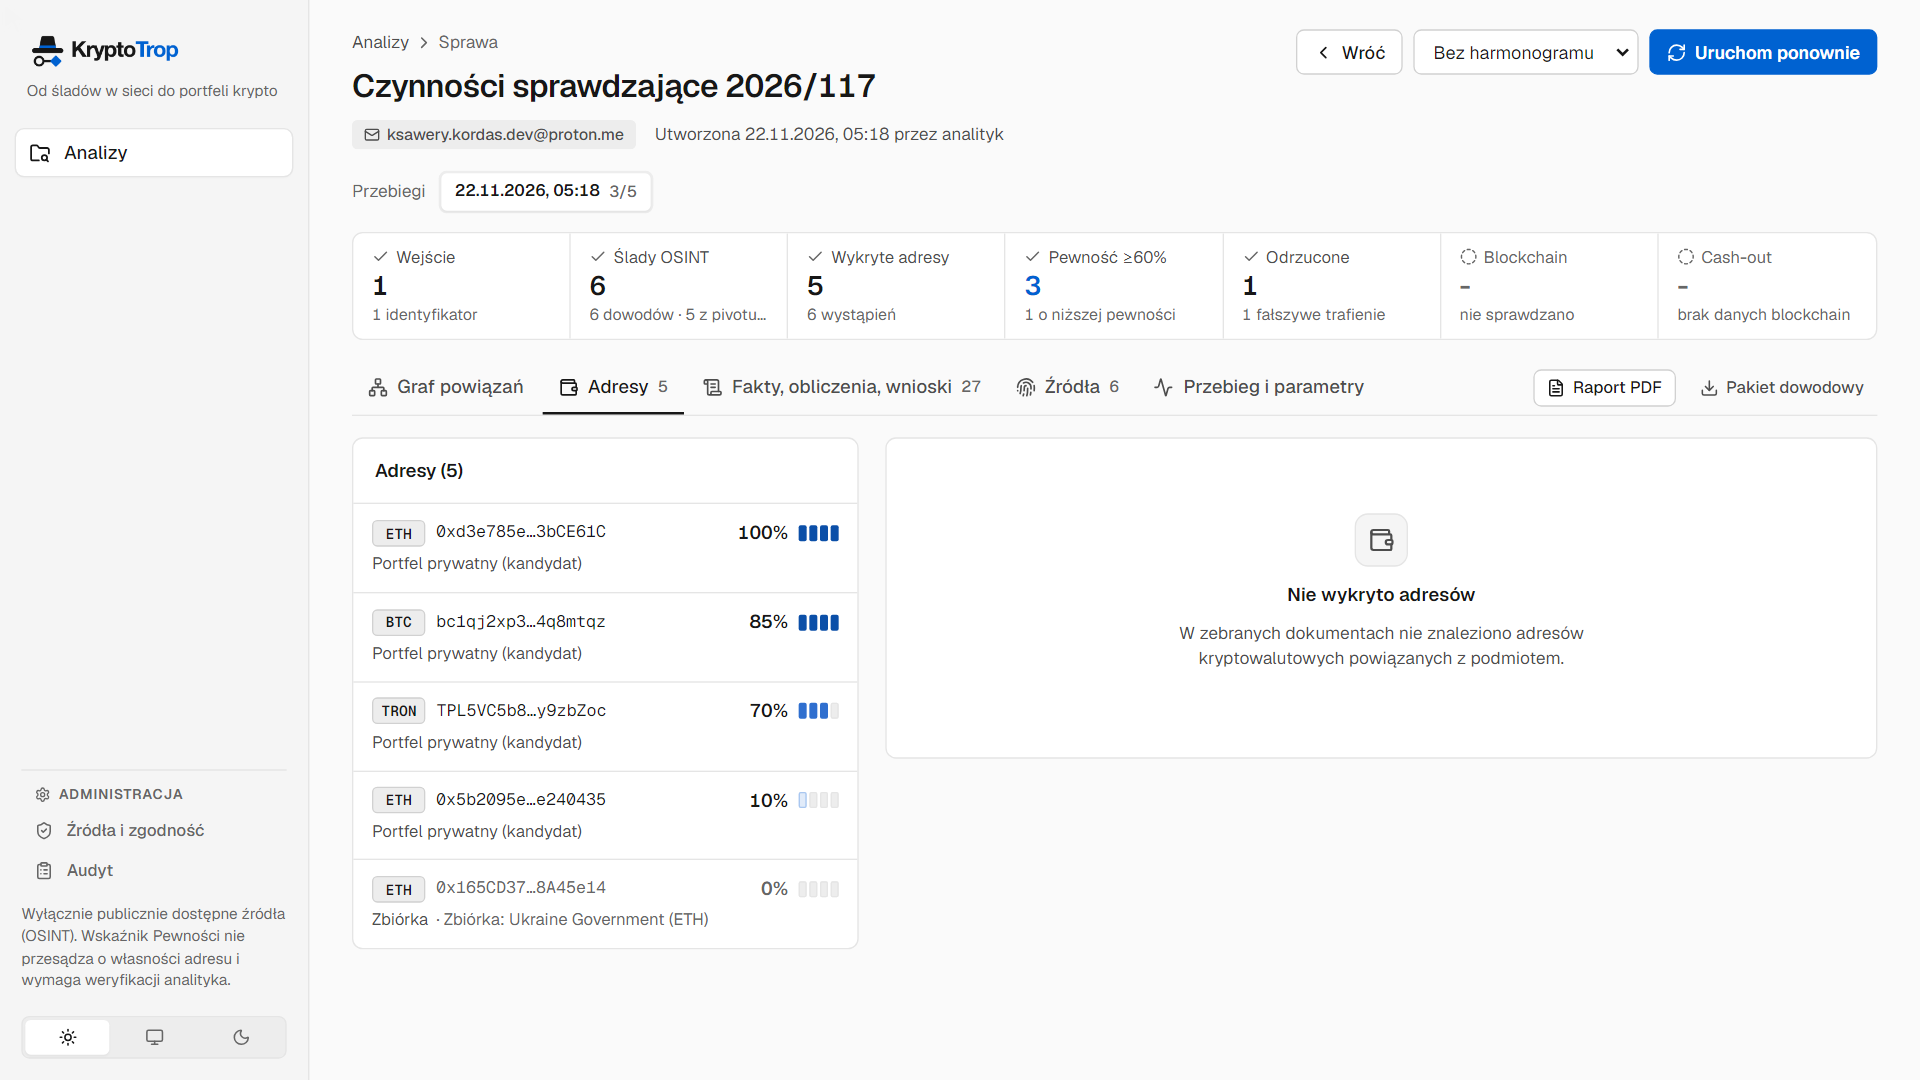 KryptoTrop
Od śladów w sieci do portfeli krypto
Analizy
ADMINISTRACJA
Źródła i zgodność
Audyt
Wyłącznie publicznie dostępne źródła
(OSINT). Wskaźnik Pewności nie
przesądza o własności adresu i
wymaga weryfikacji analityka.
Analizy > Sprawa
Czynności sprawdzające 2026/117
ksawery.kordas.dev@proton.me Utworzona 22.11.2026, 05:18 przez analityk
Wróć Bez harmonogramu Uruchom ponownie
Przebiegi 22.11.2026, 05:18 3/5
Wejście
1
1 identyfikator
Ślady OSINT
6
6 dowodów · 5 z pivotu…
Wykryte adresy
5
6 wystąpień
Pewność ≥60%
3
1 o niższej pewności
Odrzucone
1
1 fałszywe trafienie
Blockchain
–
nie sprawdzano
Cash-out
–
brak danych blockchain
Graf powiązań Adresy 5 Fakty, obliczenia, wnioski 27 Źródła 6 Przebieg i parametry Raport PDF Pakiet dowodowy
Adresy (5)
ETH 0xd3e785e…3bCE61C 100%
Portfel prywatny (kandydat)
BTC bc1qj2xp3…4q8mtqz 85%
Portfel prywatny (kandydat)
TRON TPL5VC5b8…y9zbZoc 70%
Portfel prywatny (kandydat)
ETH 0x5b2095e…e240435 10%
Portfel prywatny (kandydat)
ETH 0x165CD37…8A45e14 0%
Zbiórka · Zbiórka: Ukraine Government (ETH)
Nie wykryto adresów
W zebranych dokumentach nie znaleziono adresów
kryptowalutowych powiązanych z podmiotem.